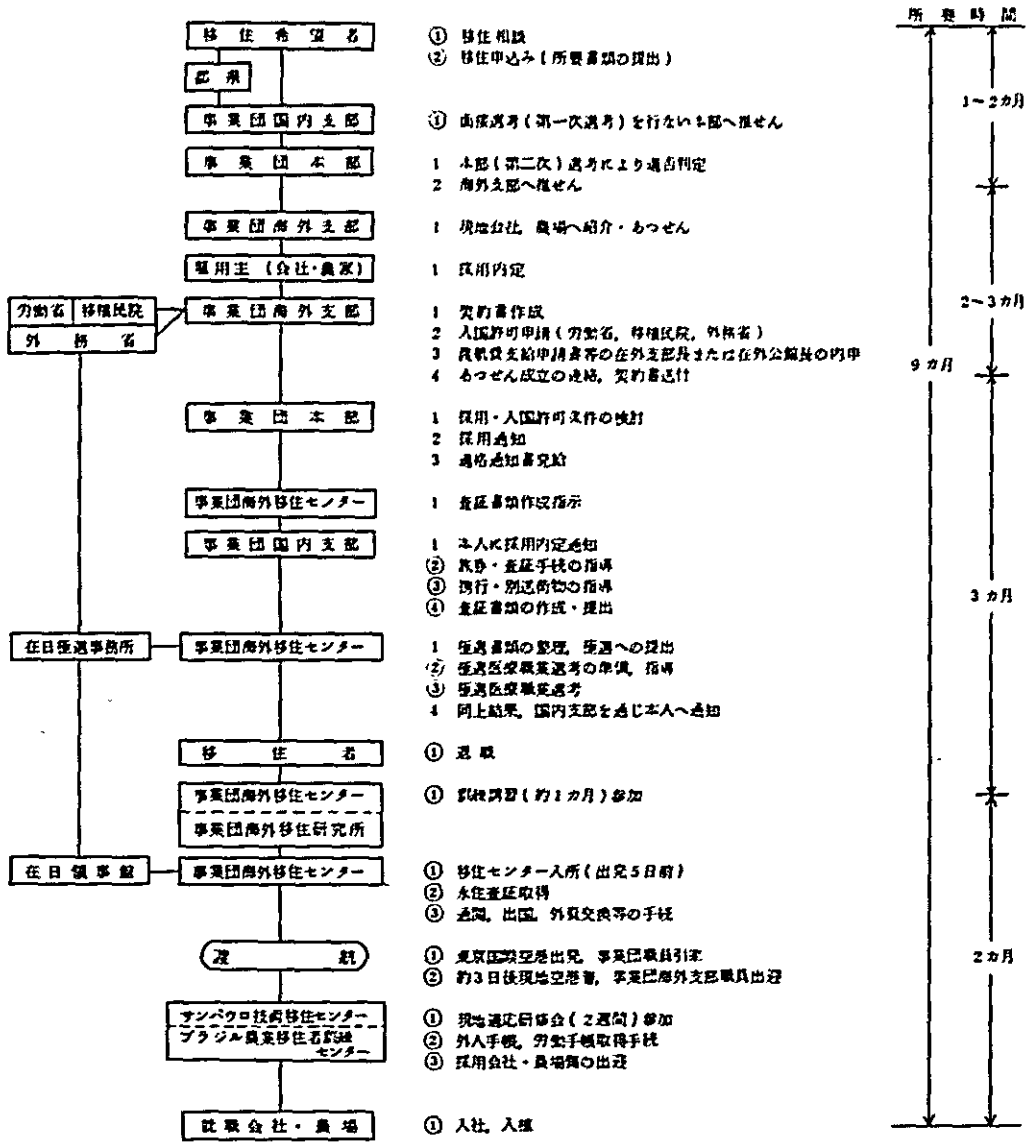 所要時間
移住希望者
① 移住相談
② 移住申込み(所要書類の提出)
都県
1~2カ月
事業団国内支部
① 面接選考(第一次選考)を行ない本部へ推せん
事業団本部
1 本部(第二次)選考により適否判定
2 海外支部へ推せん
事業団海外支部
1 現地会社,農場へ紹介・あっせん
雇用主(会社・農家)
1 採用内定
2~3カ月
労働省 移植民院
外務省
事業団海外支部
1 契約書作成
2 入国許可申請(労働省,移植民院,外務省)
3 渡航費支給申請書等の在外支部長または在外公館長の内申
4 あっせん成立の連絡,契約書送付
9カ月
事業団本部
1 採用・入国許可条件の検討
2 採用通知
3 適格通知書発給
事業団海外移住センター
1 査証書類作成指示
事業団国内支部
1 本人に採用内定通知
② 旅券・査証手続の指導
③ 携行・別送荷物の指導
④ 査証書類の作成・提出
3カ月
在日亜選事務所
事業団海外移住センター
1 亜選書類の整理,亜選への提出
② 亜選医療職業選考の準備,指導
③ 亜選医療職業選考
4 同上結果,国内支部を通じ本人へ通知
移住者
① 退職
事業団海外移住センター
事業団海外移住研究所
① 訓練講習(約1カ月)参加
在日領事館
事業団海外移住センター
① 移住センター入所(出発5日前)
② 永住査証取得
③ 通関,出国,外貨交換等の手続
渡航
① 東京国際空港出発,事業団職員引率
② 約3日後現地空港着,事業団海外支部職員出迎
2カ月
サンパウロ技術移住センター
ブラジル農業移住者訓練センター
① 現地適応研修会(2週間)参加
② 外人手帳,労働手帳取得手続
③ 採用会社・農場側の出迎
就職会社・農場
① 入社,入植